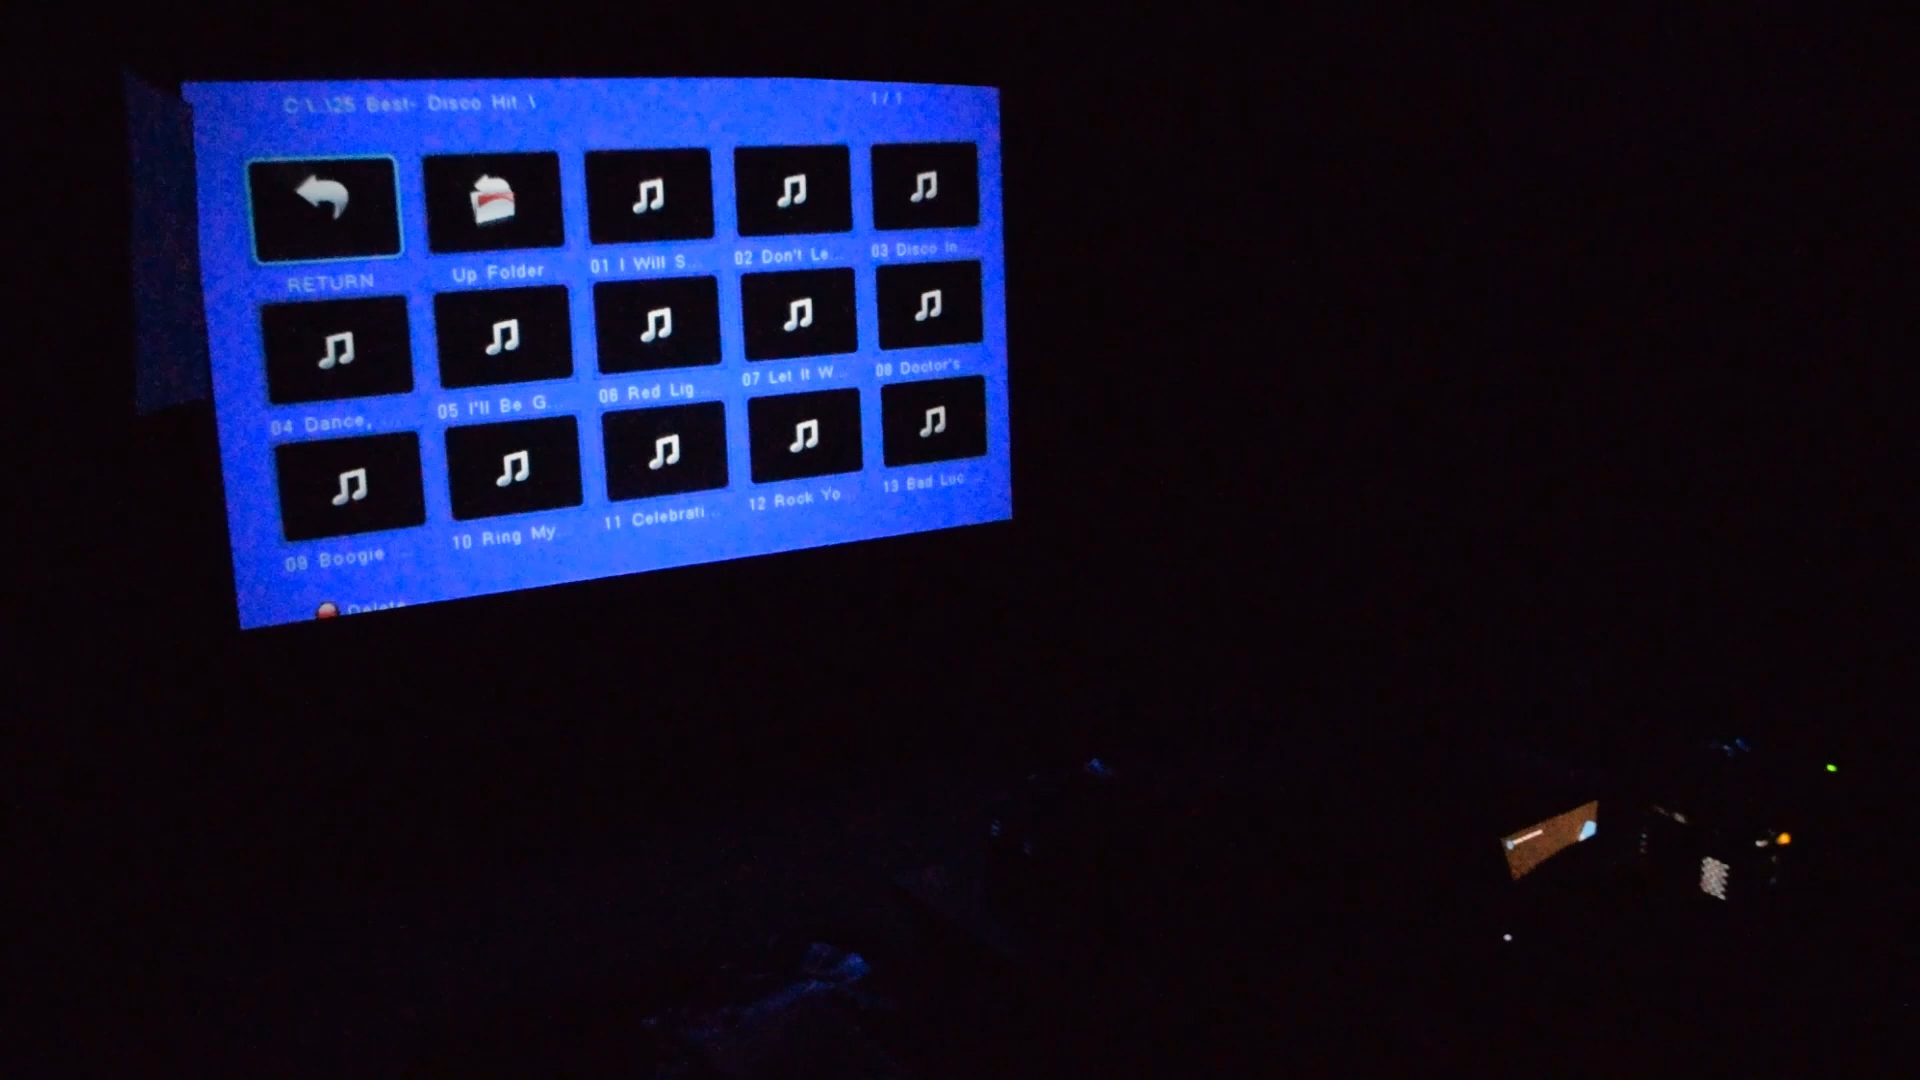 C:\..\25 Best- Disco Hit \ 1/1
RETURN Up Folder 01 I Will S... 02 Don't Le... 03 Disco In...
04 Dance, ... 05 I'll Be G... 06 Red Lig... 07 Let It W... 08 Doctor's
09 Boogie ... 10 Ring My 11 Celebrati... 12 Rock Yo... 13 Bad Luc...
Delete